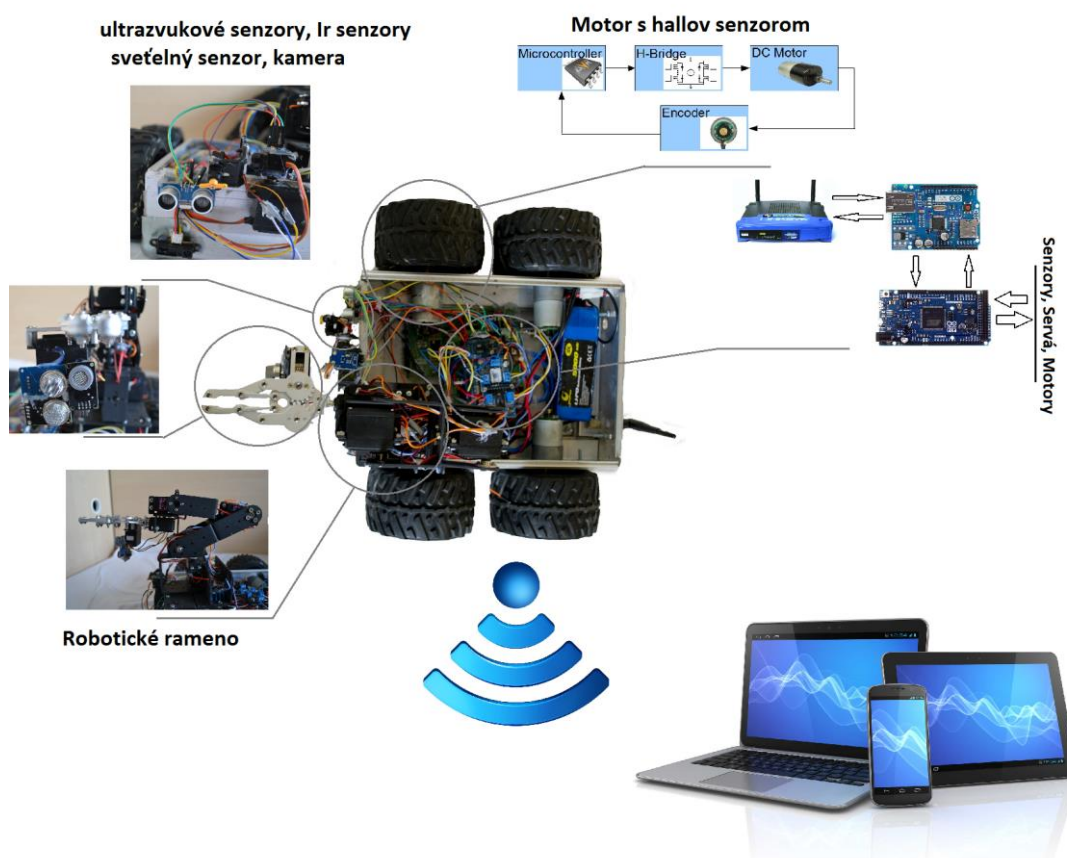 ultrazvukové senzory, Ir senzory
sveťelný senzor, kamera
Motor s hallov senzorom
Microcontroller
H-Bridge
DC Motor
Encoder
Senzory, Servá, Motory
Robotické rameno